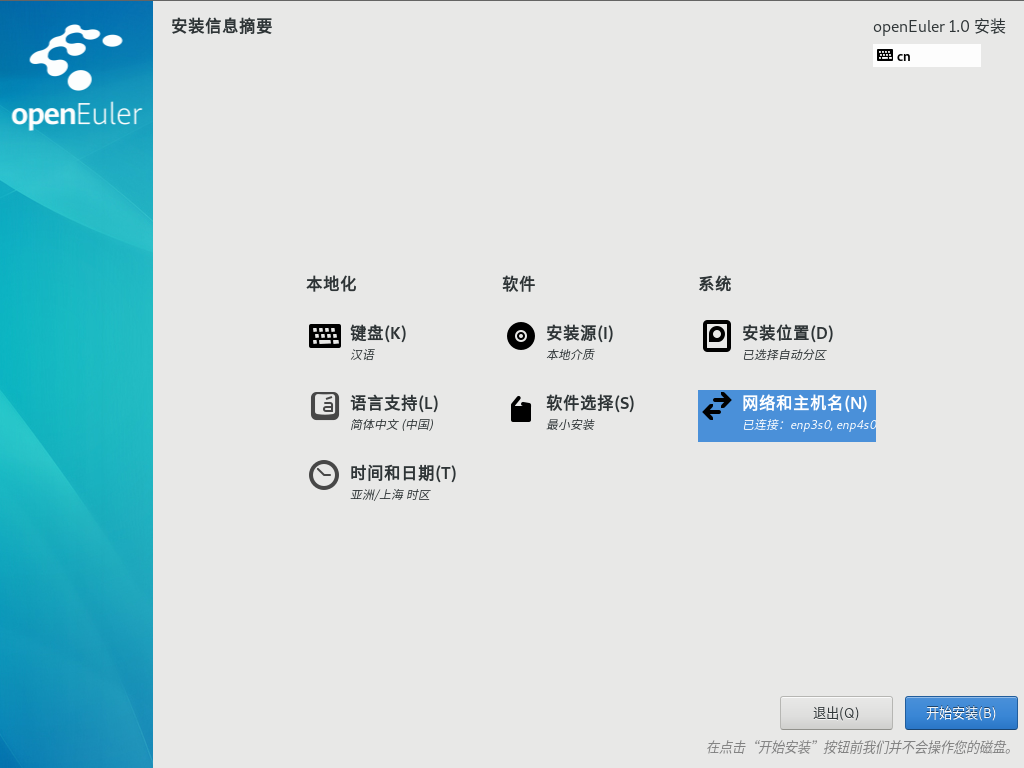 openEuler
安装信息摘要
openEuler 1.0 安装
cn
本地化
键盘(K)
汉语
语言支持(L)
简体中文 (中国)
时间和日期(T)
亚洲/上海 时区
软件
安装源(I)
本地介质
软件选择(S)
最小安装
系统
安装位置(D)
已选择自动分区
网络和主机名(N)
已连接：enp3s0, enp4s0
退出(Q)
开始安装(B)
在点击“开始安装”按钮前我们并不会操作您的磁盘。